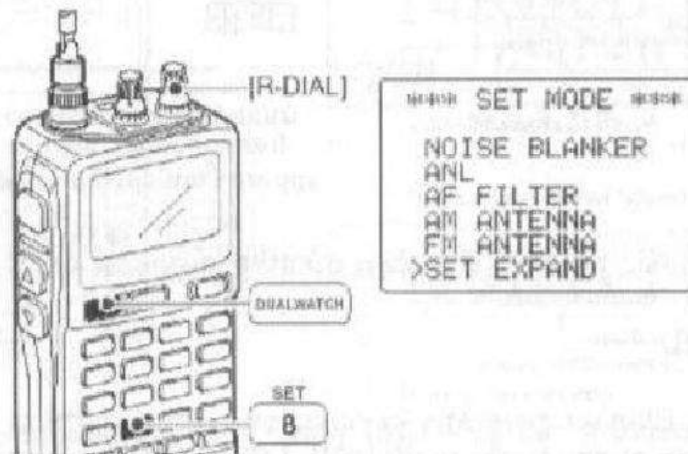 [R-DIAL]
*** SET MODE ***
NOISE BLANKER
ANL
AF FILTER
AM ANTENNA
FM ANTENNA
>SET EXPAND
DUALWATCH
SET
8